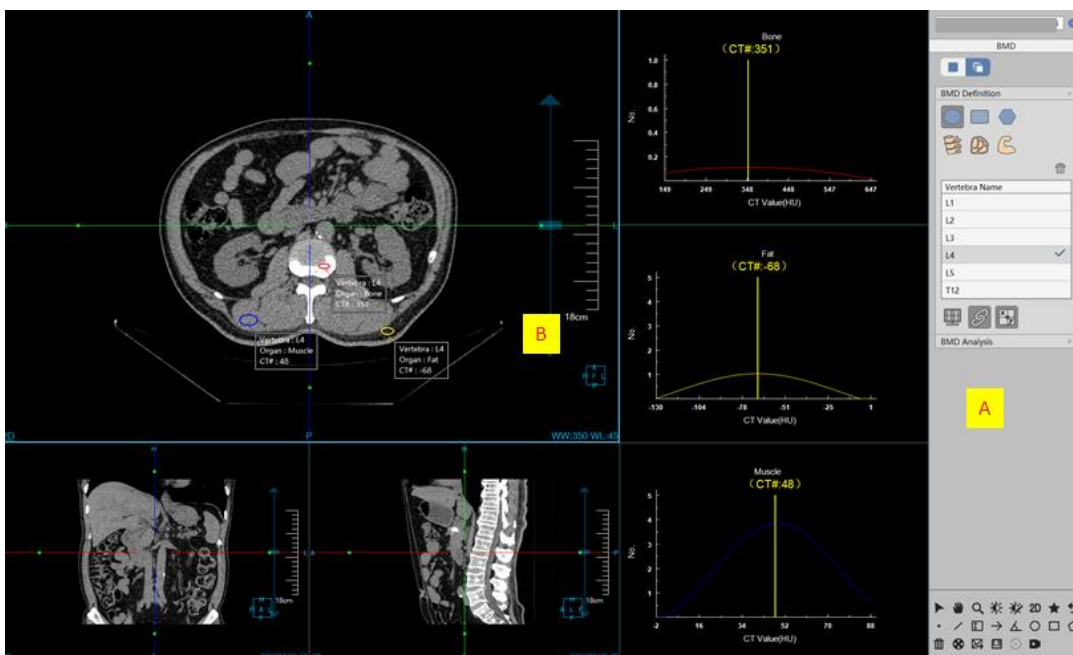 A
L
P
WW:350 WL:45
18cm
B
Vertebra : L4
Organ : Bone
CT# : 351
Vertebra : L4
Organ : Muscle
CT# : 48
Vertebra : L4
Organ : Fat
CT# : -68
H
L
18cm
H
A
P
18cm
Bone
(CT#:351)
No.
1.0
0.8
0.6
0.4
0.2
149 249 348 448 547 647
CT Value(HU)
Fat
(CT#:-68)
No.
5
4
3
2
1
-130 -104 -78 -51 -25 1
CT Value(HU)
Muscle
(CT#:48)
No.
5
4
3
2
1
-2 16 34 52 70 88
CT Value(HU)
BMD
BMD Definition
Vertebra Name
L1
L2
L3
L4
L5
T12
BMD Analysis
A
2D